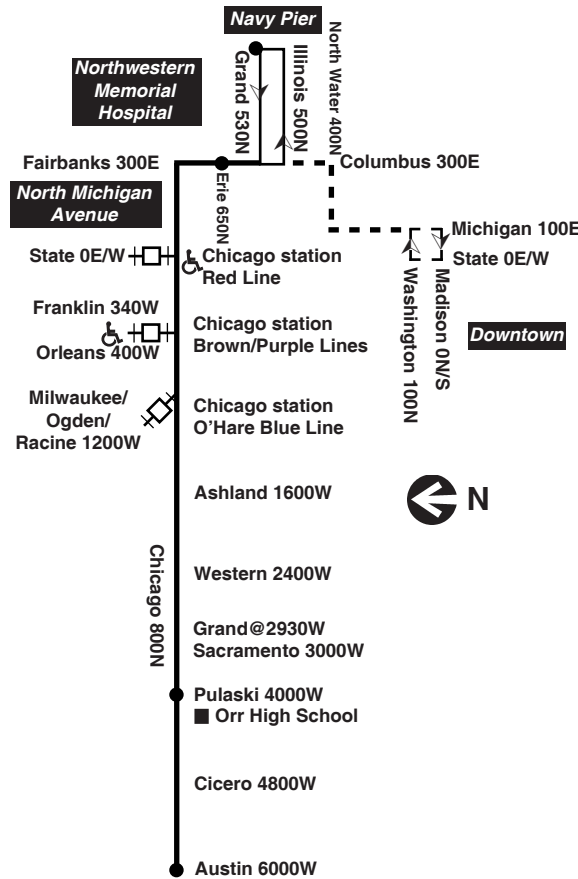 Navy Pier
Northwestern
Memorial
Hospital
Grand 530N
Illinois 500N
North Water 400N
Fairbanks 300E
Columbus 300E
Erie 650N
North Michigan
Avenue
Michigan 100E
State 0E/W
Washington 100N
Madison 0N/S
Downtown
State 0E/W
Chicago station
Red Line
Franklin 340W
Orleans 400W
Chicago station
Brown/Purple Lines
Milwaukee/
Ogden/
Racine 1200W
Chicago station
O'Hare Blue Line
Ashland 1600W
N
Chicago 800N
Western 2400W
Grand@2930W
Sacramento 3000W
Pulaski 4000W
Orr High School
Cicero 4800W
Austin 6000W